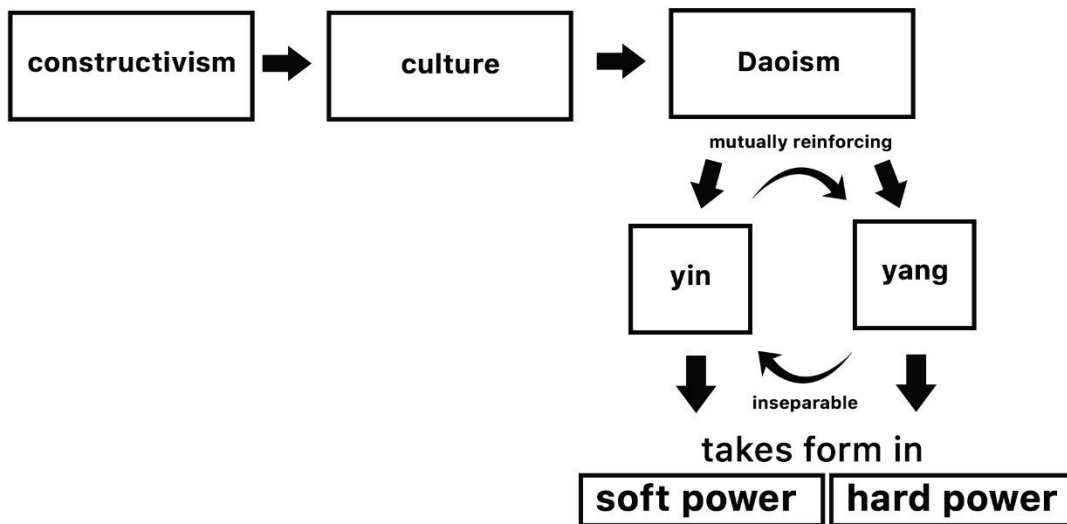 constructivism
culture
Daoism
mutually reinforcing
yin
yang
inseparable
takes form in
soft power
hard power